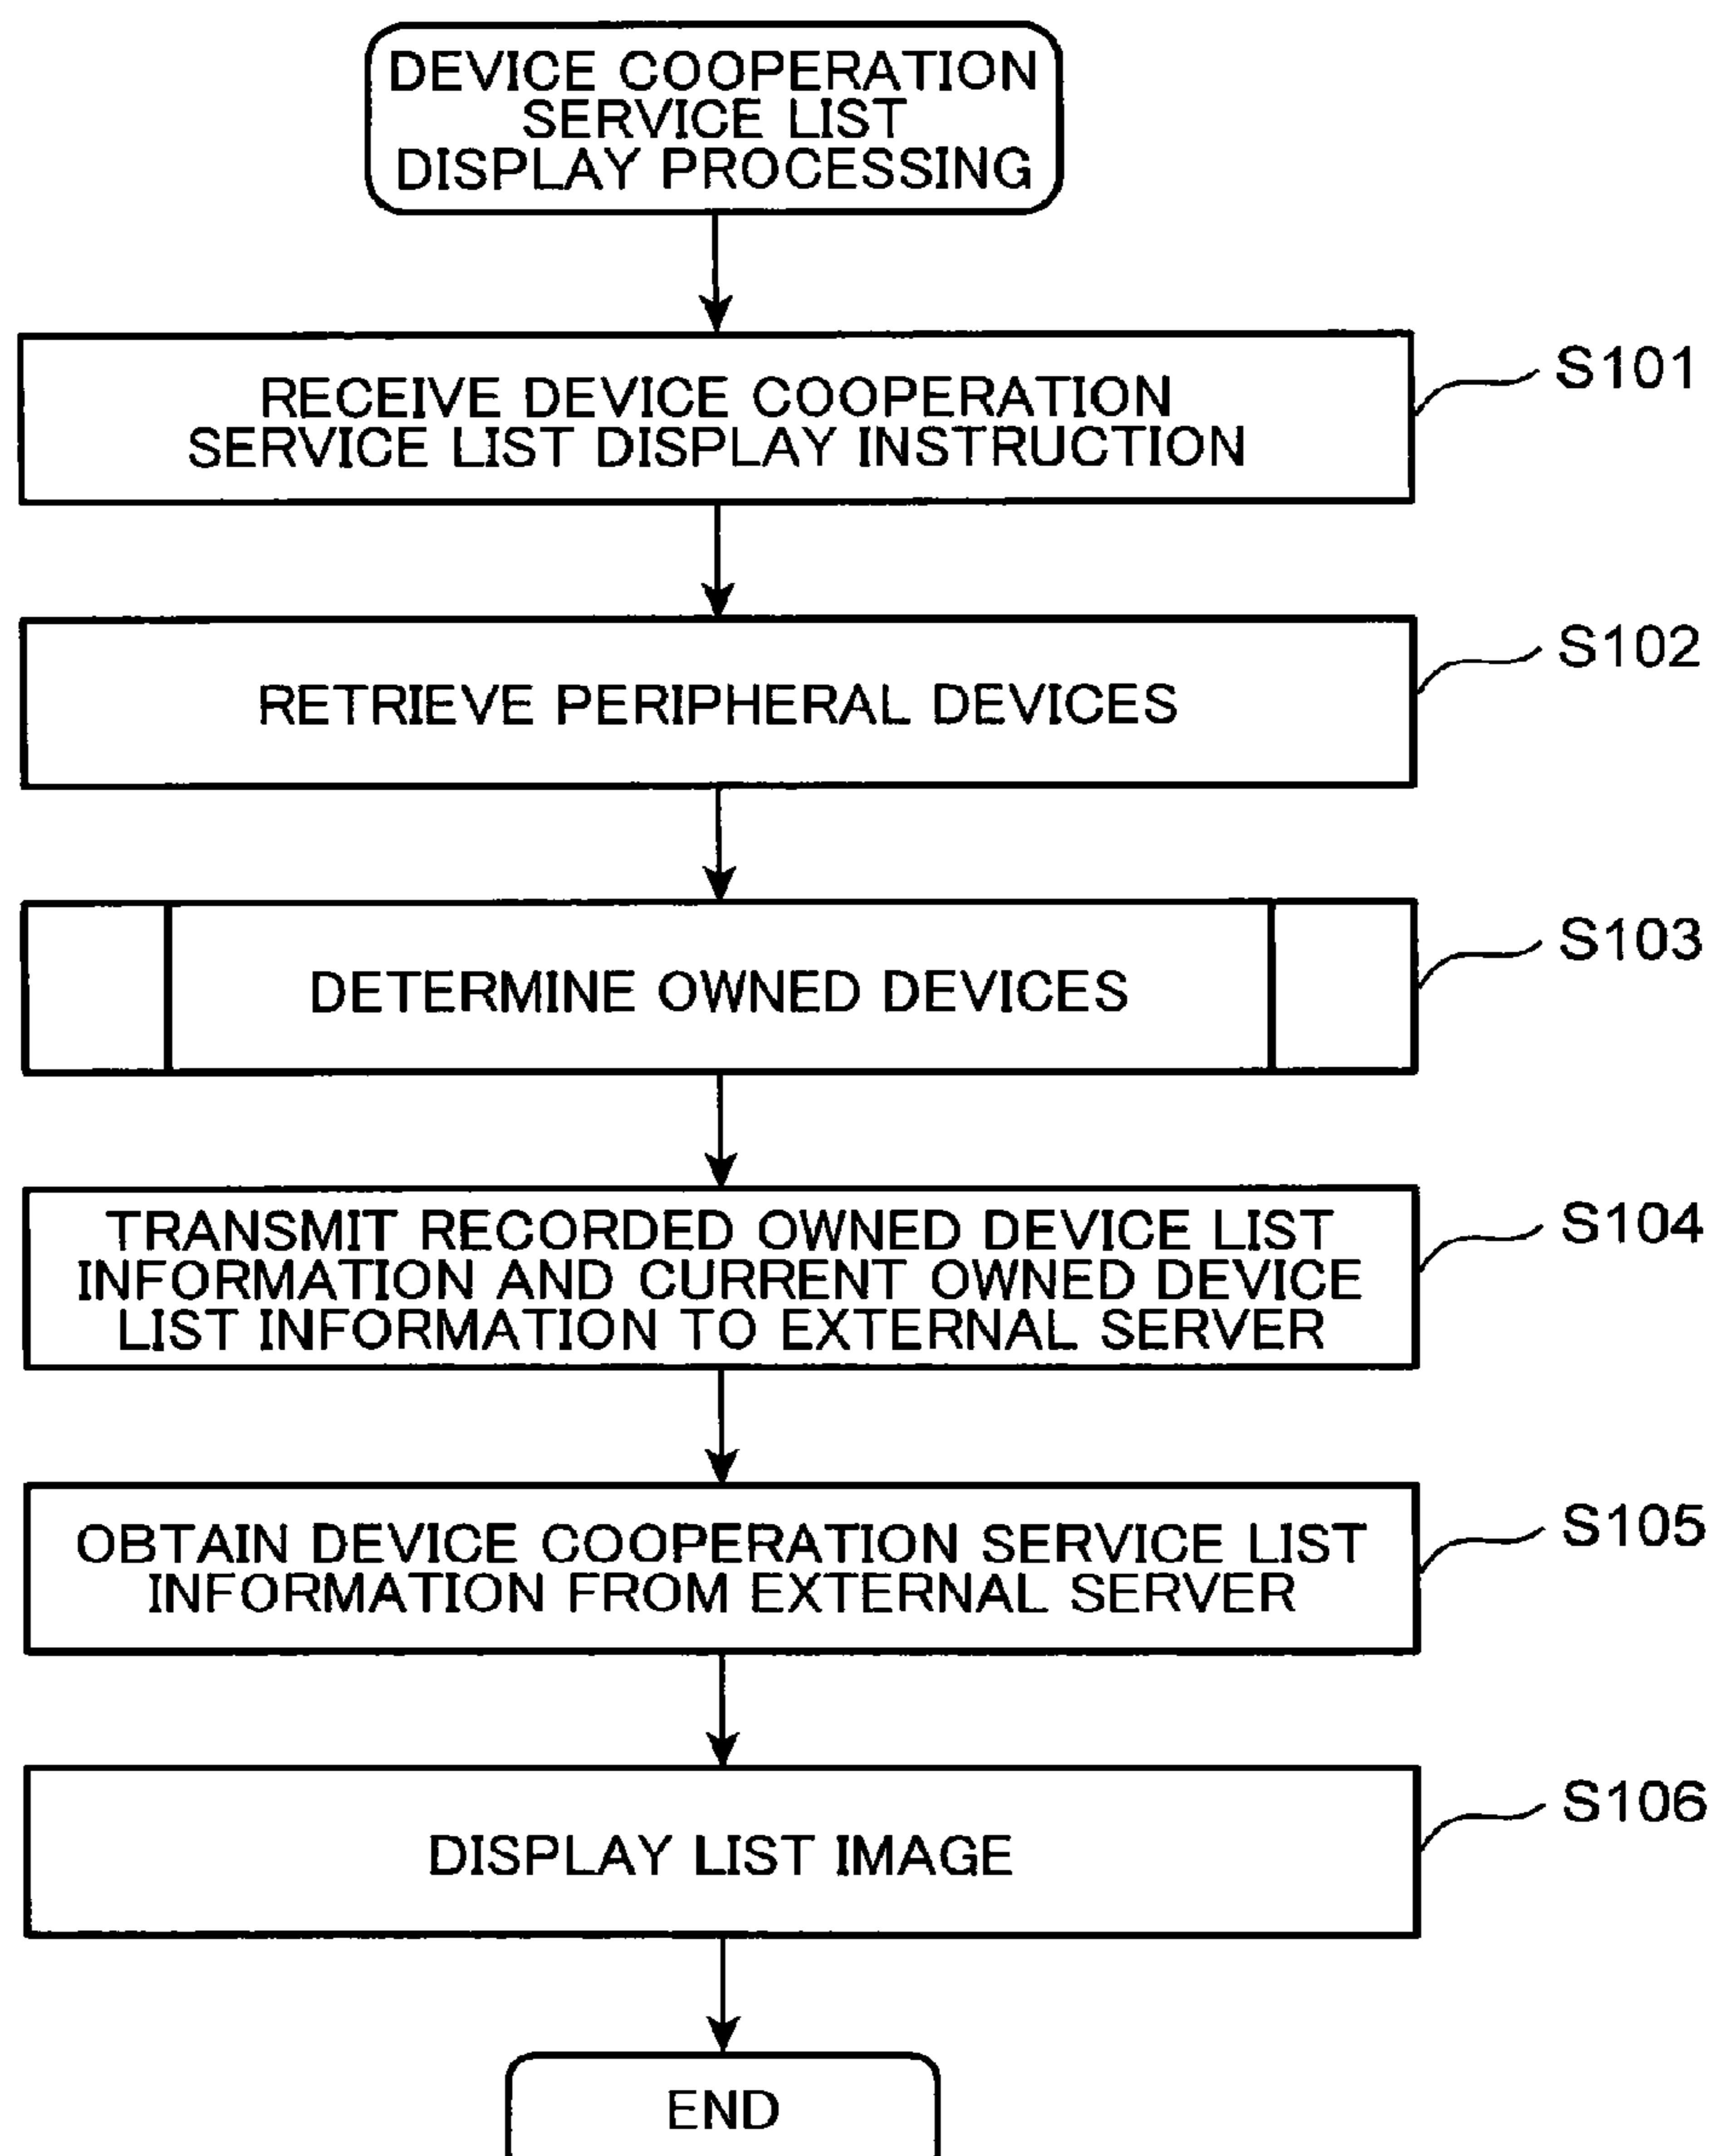 DEVICE COOPERATION
SERVICE LIST
DISPLAY PROCESSING
RECEIVE DEVICE COOPERATION
SERVICE LIST DISPLAY INSTRUCTION
S101
RETRIEVE PERIPHERAL DEVICES
S102
DETERMINE OWNED DEVICES
S103
TRANSMIT RECORDED OWNED DEVICE LIST
INFORMATION AND CURRENT OWNED DEVICE
LIST INFORMATION TO EXTERNAL SERVER
S104
OBTAIN DEVICE COOPERATION SERVICE LIST
INFORMATION FROM EXTERNAL SERVER
S105
DISPLAY LIST IMAGE
S106
END